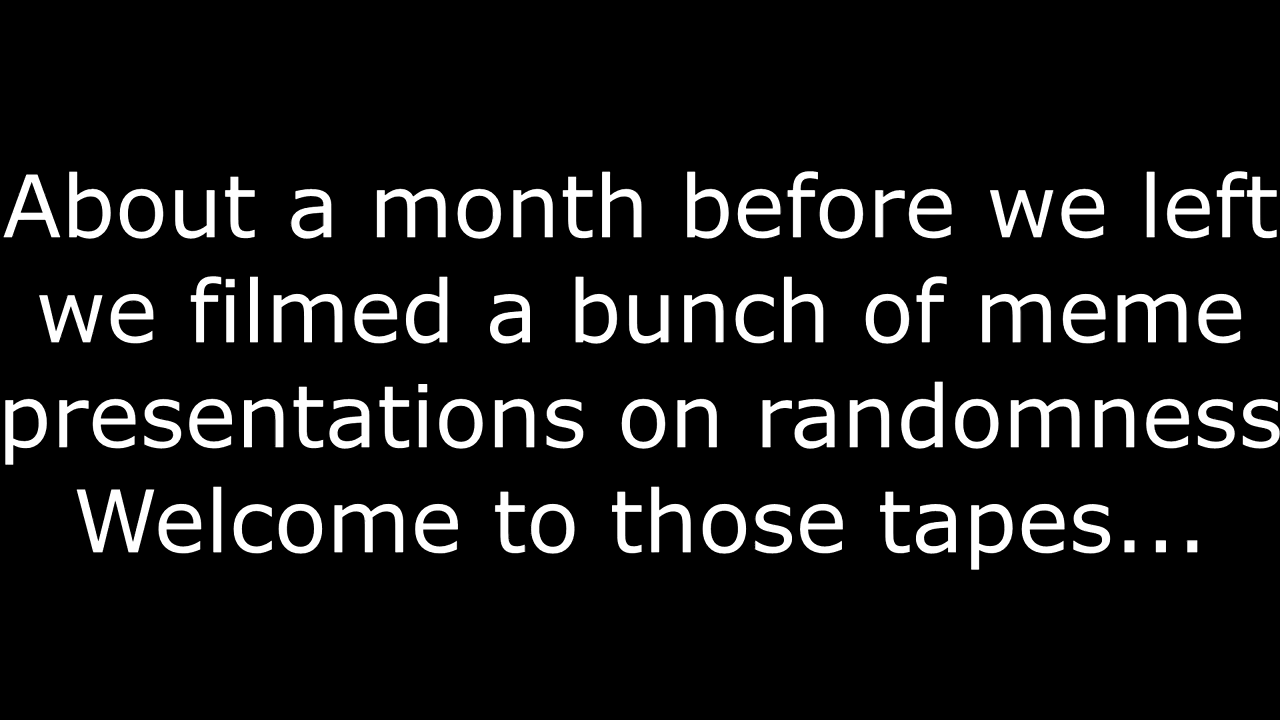 About a month before we left
we filmed a bunch of meme
presentations on randomness
Welcome to those tapes...